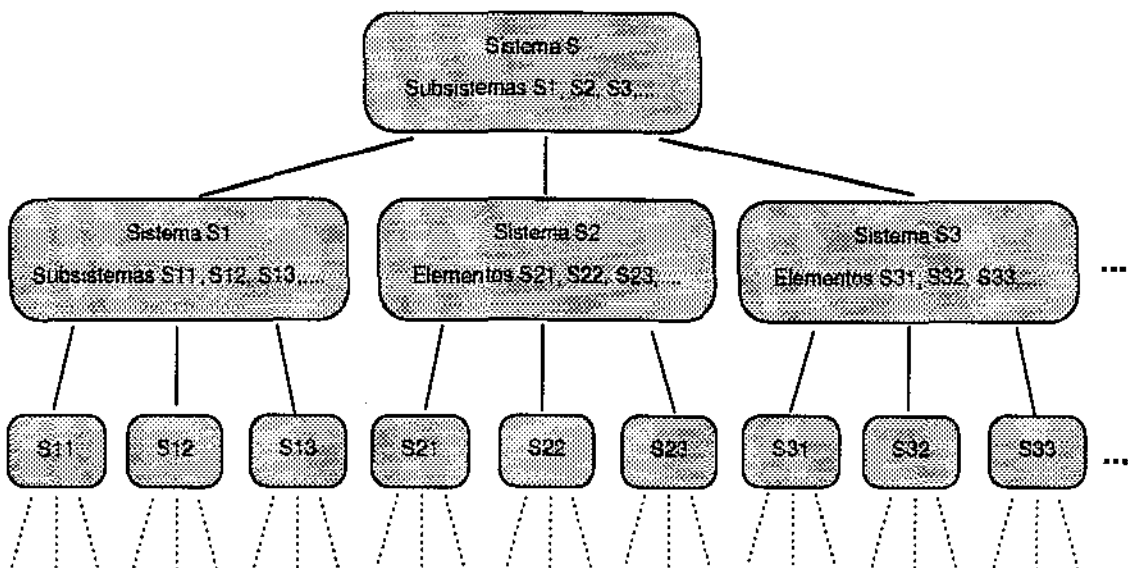 Sistema S
Subsistemas S1, S2, S3,....
Sistema S1
Subsistemas S11, S12, S13,....
Sistema S2
Elementos S21, S22, S23,....
Sistema S3
Elementos S31, S32, S33,....
...
S11
S12
S13
S21
S22
S23
S31
S32
S33
...